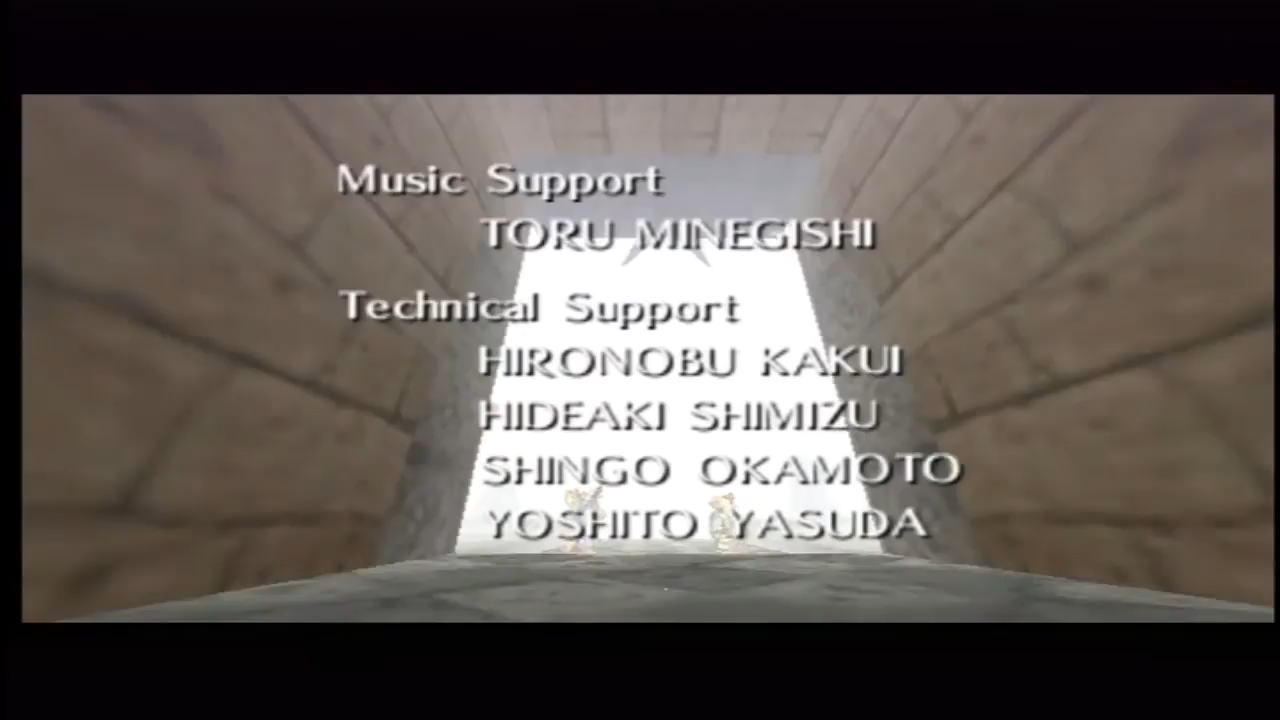 Music Support
TORU MINEGISHI
Technical Support
HIRONOBU KAKUI
HIDEAKI SHIMIZU
SHINGO OKAMOTO
YOSHITO YASUDA